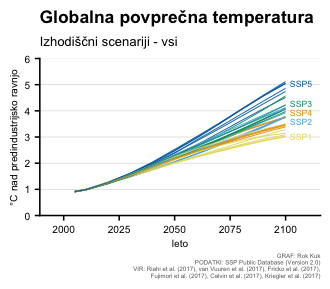 Globalna povprečna temperatura
Izhodiščni scenariji - vsi
°C nad predindustrijsko ravnjo
6
5
4
3
2
1
0
SSP5
SSP3
SSP4
SSP2
SSP1
2000
2025
2050
2075
2100
leto
GRAF: Rok Kuk
PODATKI: SSP Public Database (Version 2.0)
VIR: Riahi et al. (2017), van Vuuren et al. (2017), Fricko et al. (2017),
Fujimori et al. (2017), Calvin et al. (2017), Kriegler et al. (2017)